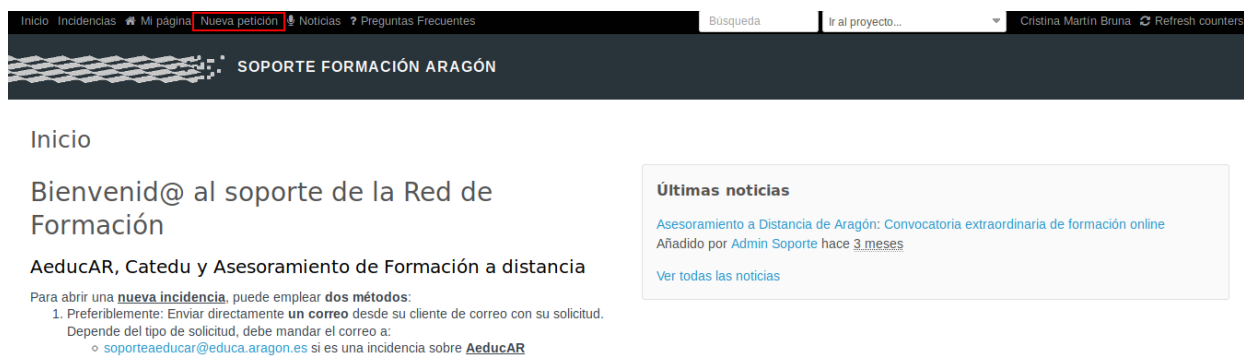 Inicio Incidencias Mi página Nueva petición Noticias ? Preguntas Frecuentes Búsqueda Ir al proyecto... Cristina Martín Bruna Refresh counters
SOPORTE FORMACIÓN ARAGÓN
Inicio
Bienvenid@ al soporte de la Red de
Formación
AeducAR, Catedu y Asesoramiento de Formación a distancia
Para abrir una nueva incidencia, puede emplear dos métodos:
1. Preferiblemente: Enviar directamente un correo desde su cliente de correo con su solicitud.
Depende del tipo de solicitud, debe mandar el correo a:
soporteaeducar@educa.aragon.es si es una incidencia sobre AeducAR
Últimas noticias
Asesoramiento a Distancia de Aragón: Convocatoria extraordinaria de formación online
Añadido por Admin Soporte hace 3 meses
Ver todas las noticias